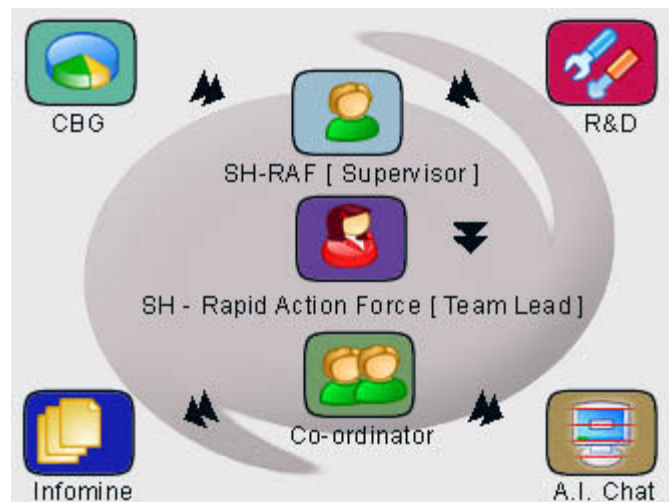 CBG
R&D
SH-RAF [ Supervisor ]
SH - Rapid Action Force [ Team Lead ]
Co-ordinator
Infomine
A.I. Chat